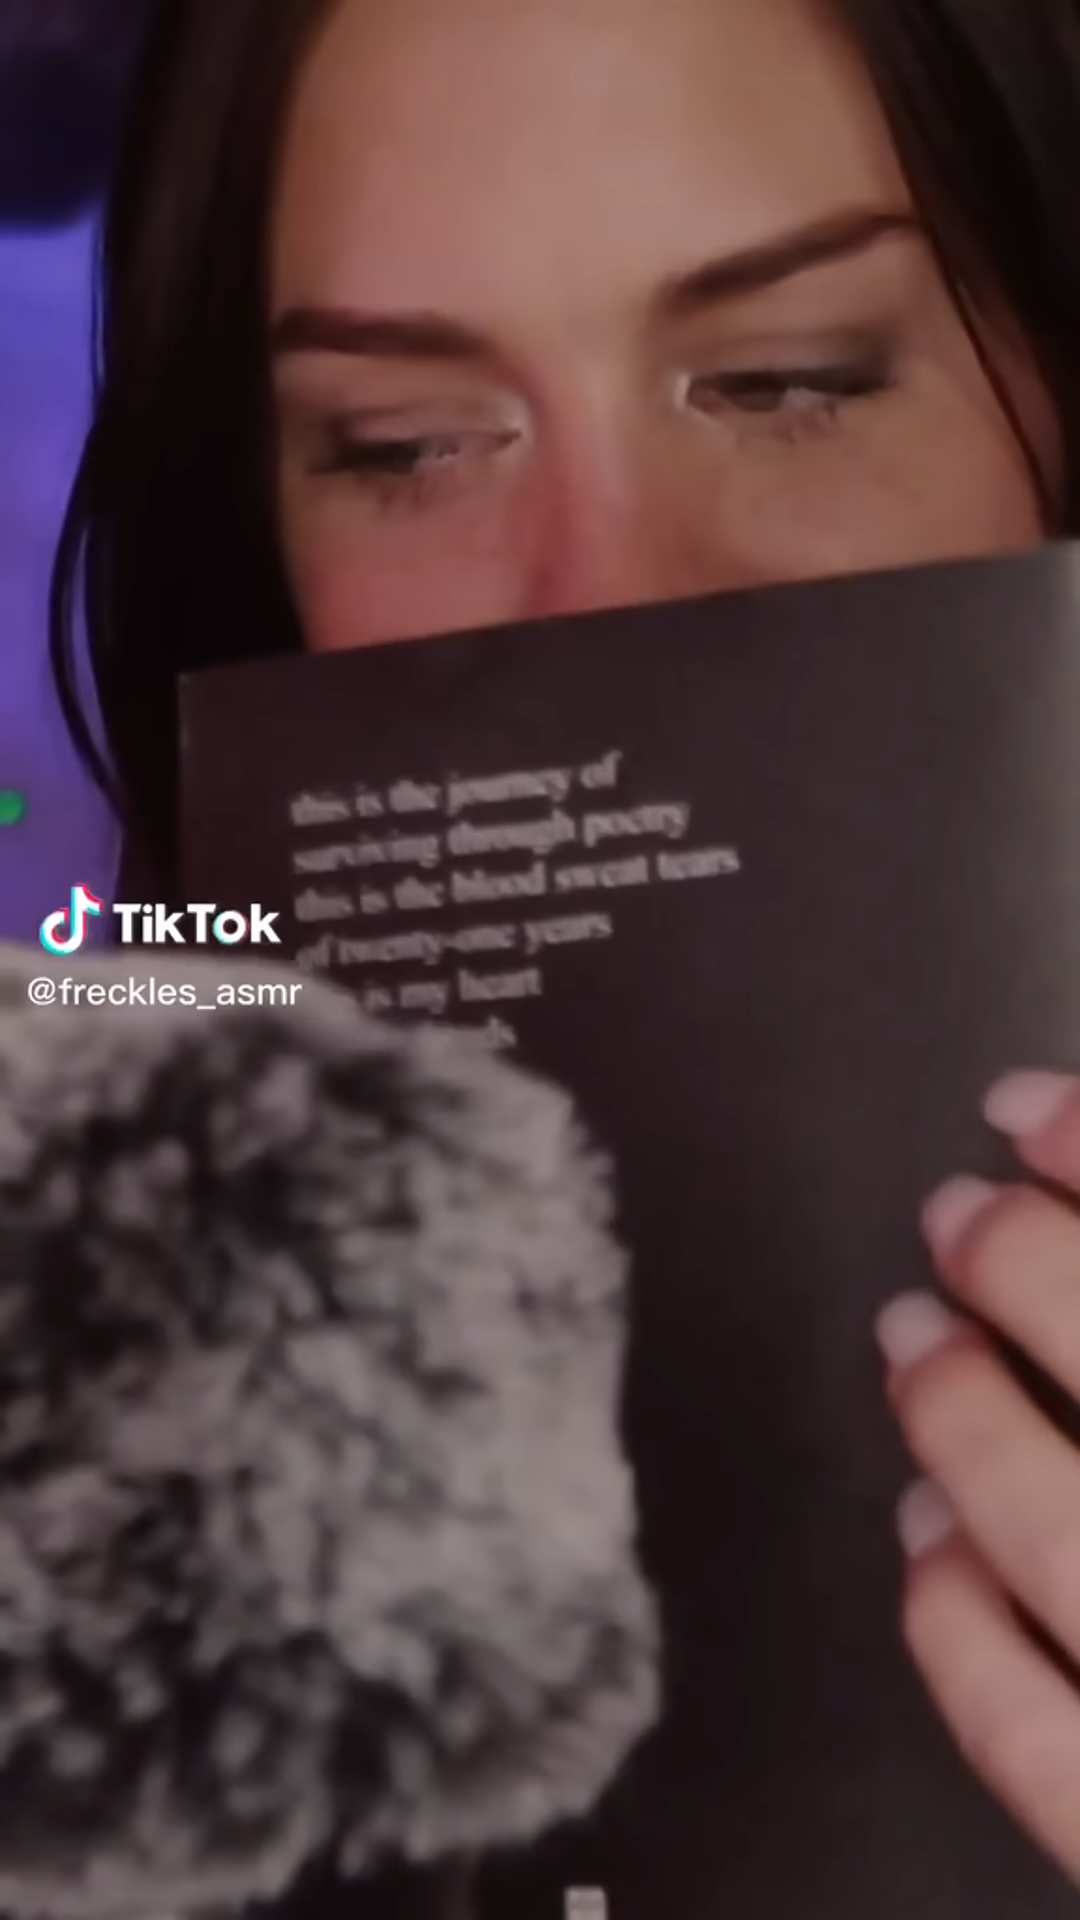 this is the journey of
surviving through poetry
this is the blood sweat tears
of twenty-one years
is my heart
TikTok
@freckles_asmr